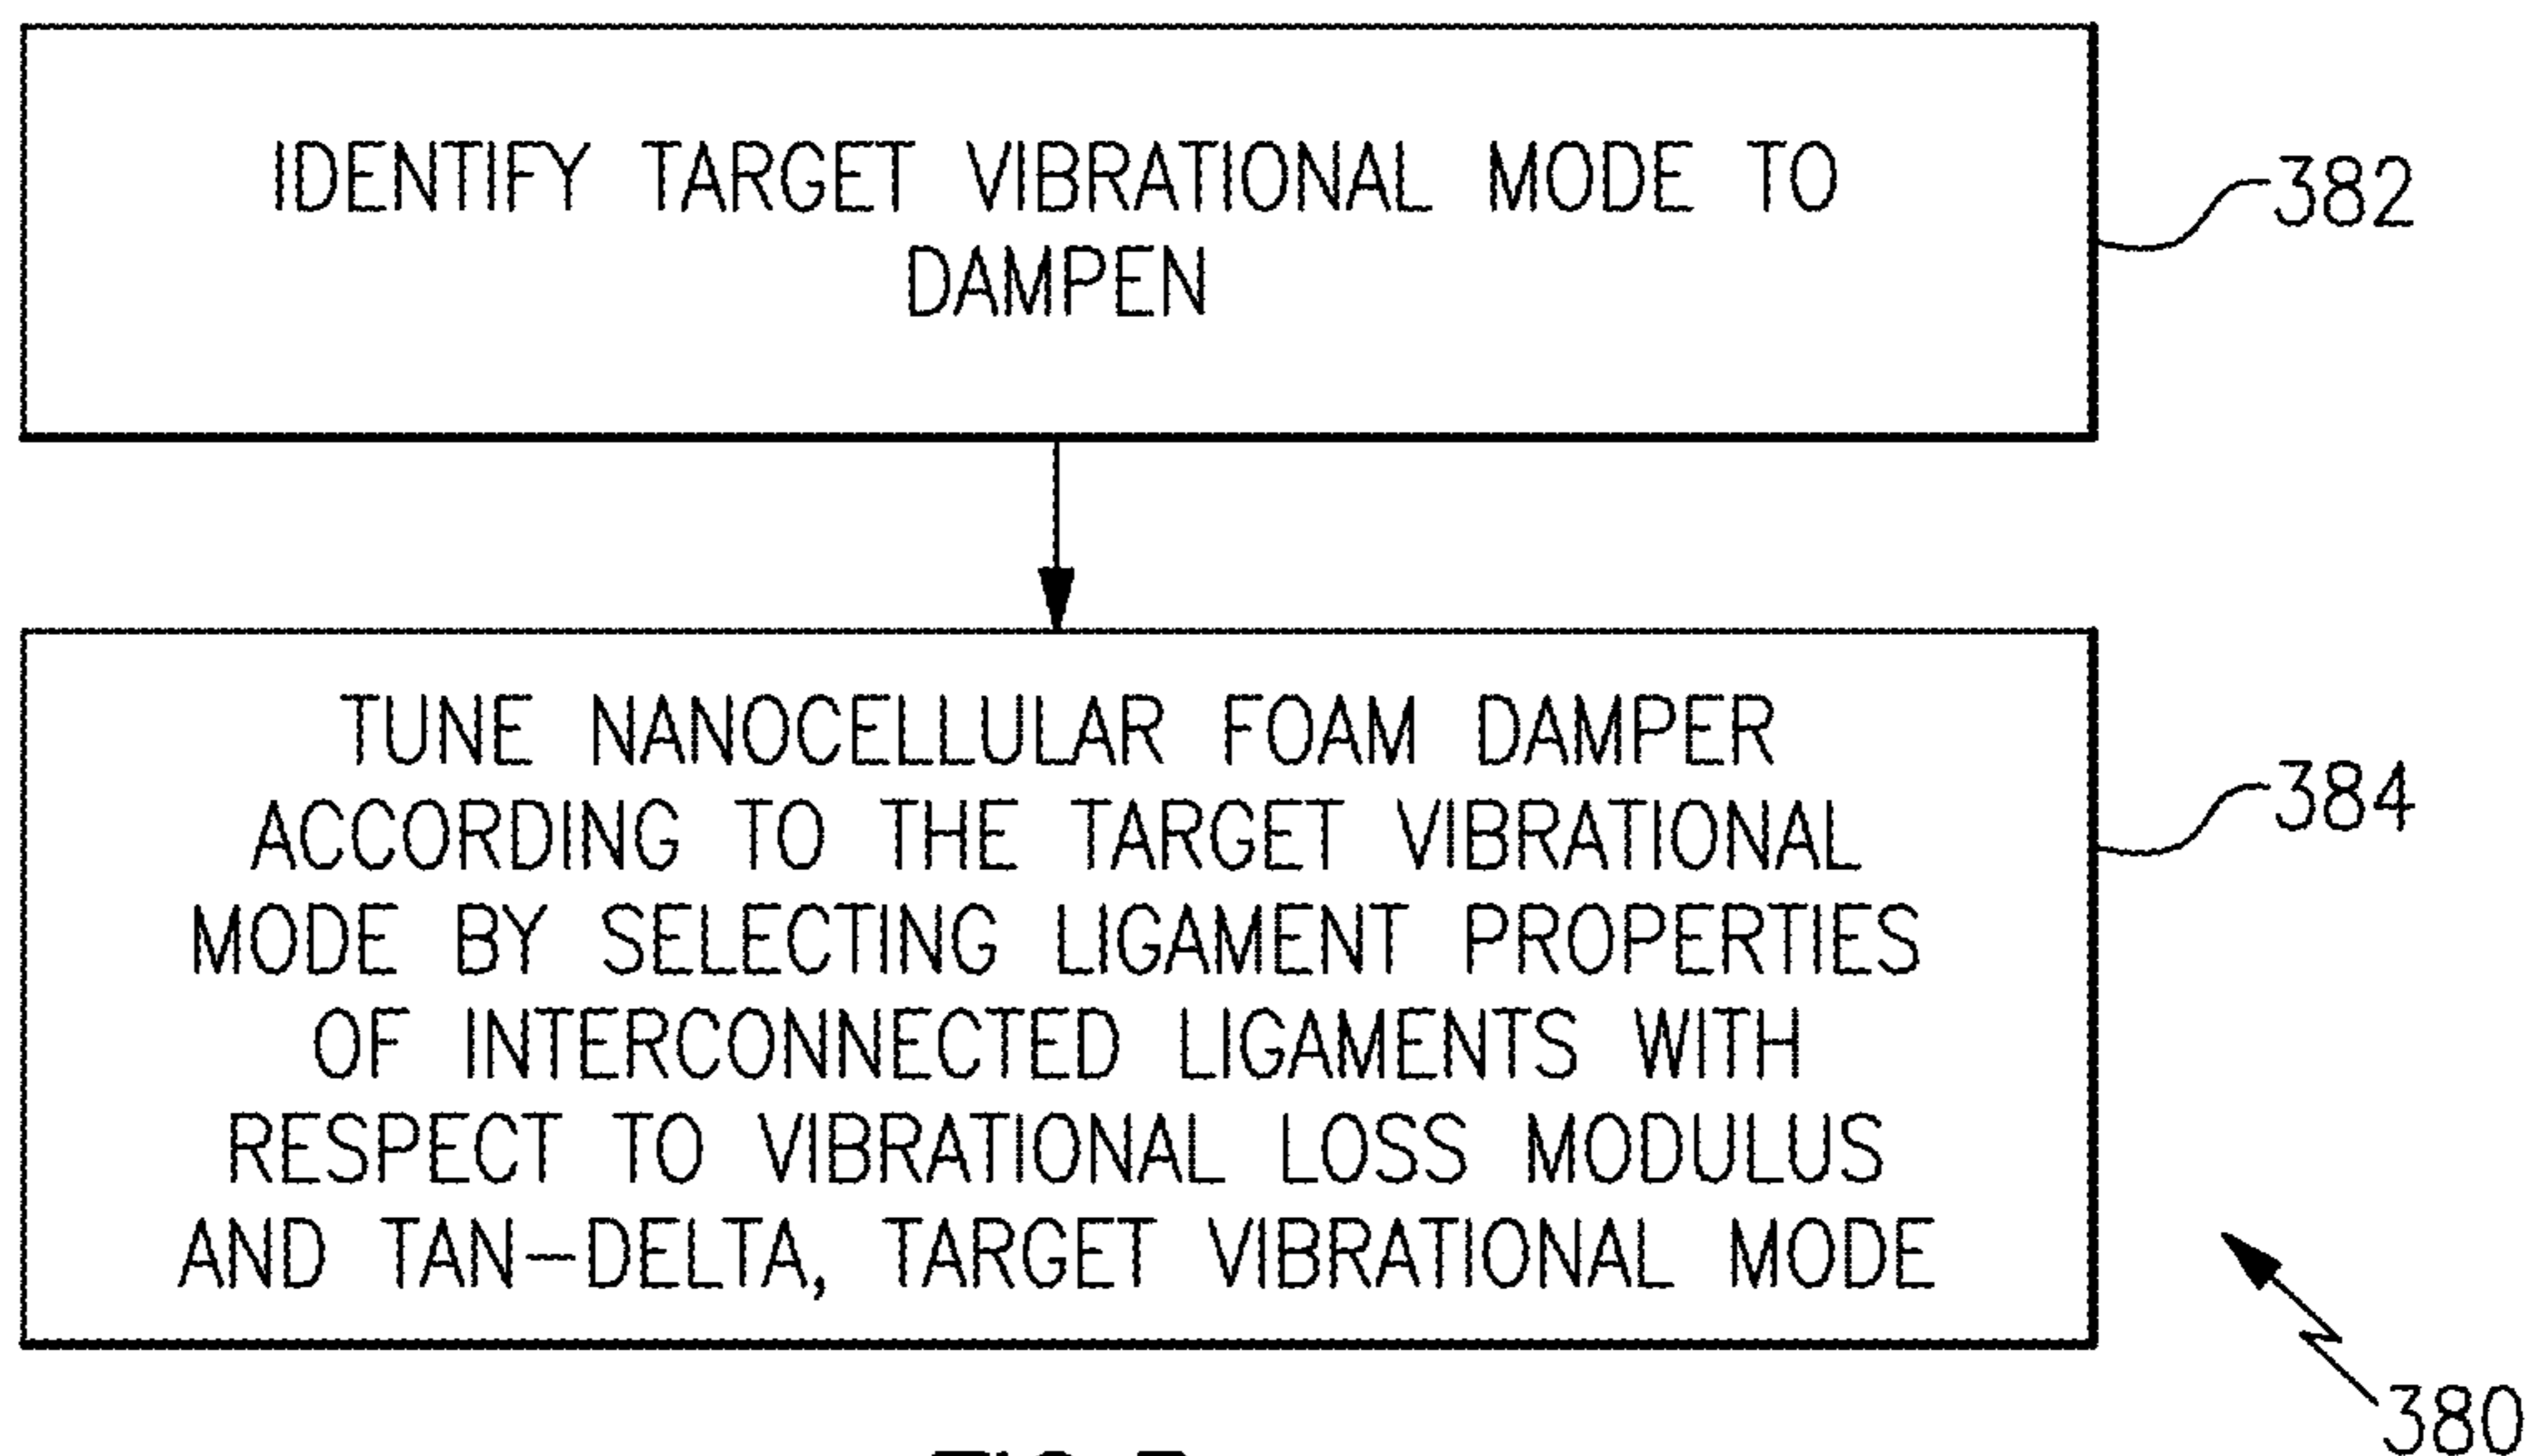 IDENTIFY TARGET VIBRATIONAL MODE TO
DAMPEN
382
TUNE NANOCELLULAR FOAM DAMPER
ACCORDING TO THE TARGET VIBRATIONAL
MODE BY SELECTING LIGAMENT PROPERTIES
OF INTERCONNECTED LIGAMENTS WITH
RESPECT TO VIBRATIONAL LOSS MODULUS
AND TAN-DELTA, TARGET VIBRATIONAL MODE
384
380